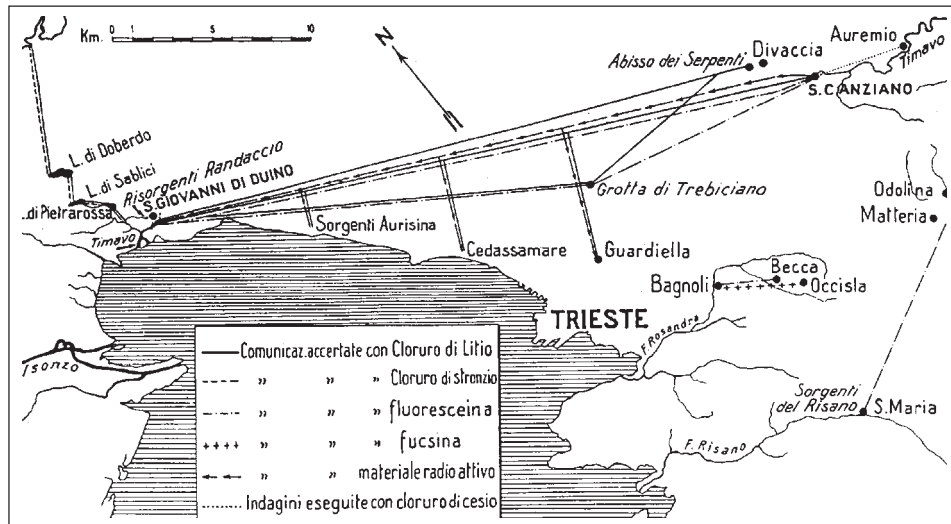 Km. 0 1 5 10
N
Auremio
Timavo
Divaccia
Abisso dei Serpenti
S.CANZIANO
L. di Doberdo
L. di Sablici
Risorgenti Randaccio
S.GIOVANNI DI DUINO
. di Pietrarossa
Timavo
Sorgenti Aurisina
Cedassamare
Guardiella
Grotta di Trebiciano
Odolina
Matteria
Becca
Bagnoli
Occisla
TRIESTE
F. Rosandra
Isonzo
Sorgenti
del Risano
S. Maria
F. Risano
Comunicaz. accertate con Cloruro di Litio
" " " Cloruro di stronzio
" " " fluoresceina
" " " fucsina
" " materiale radio attivo
Indagini eseguite con cloruro di cesio